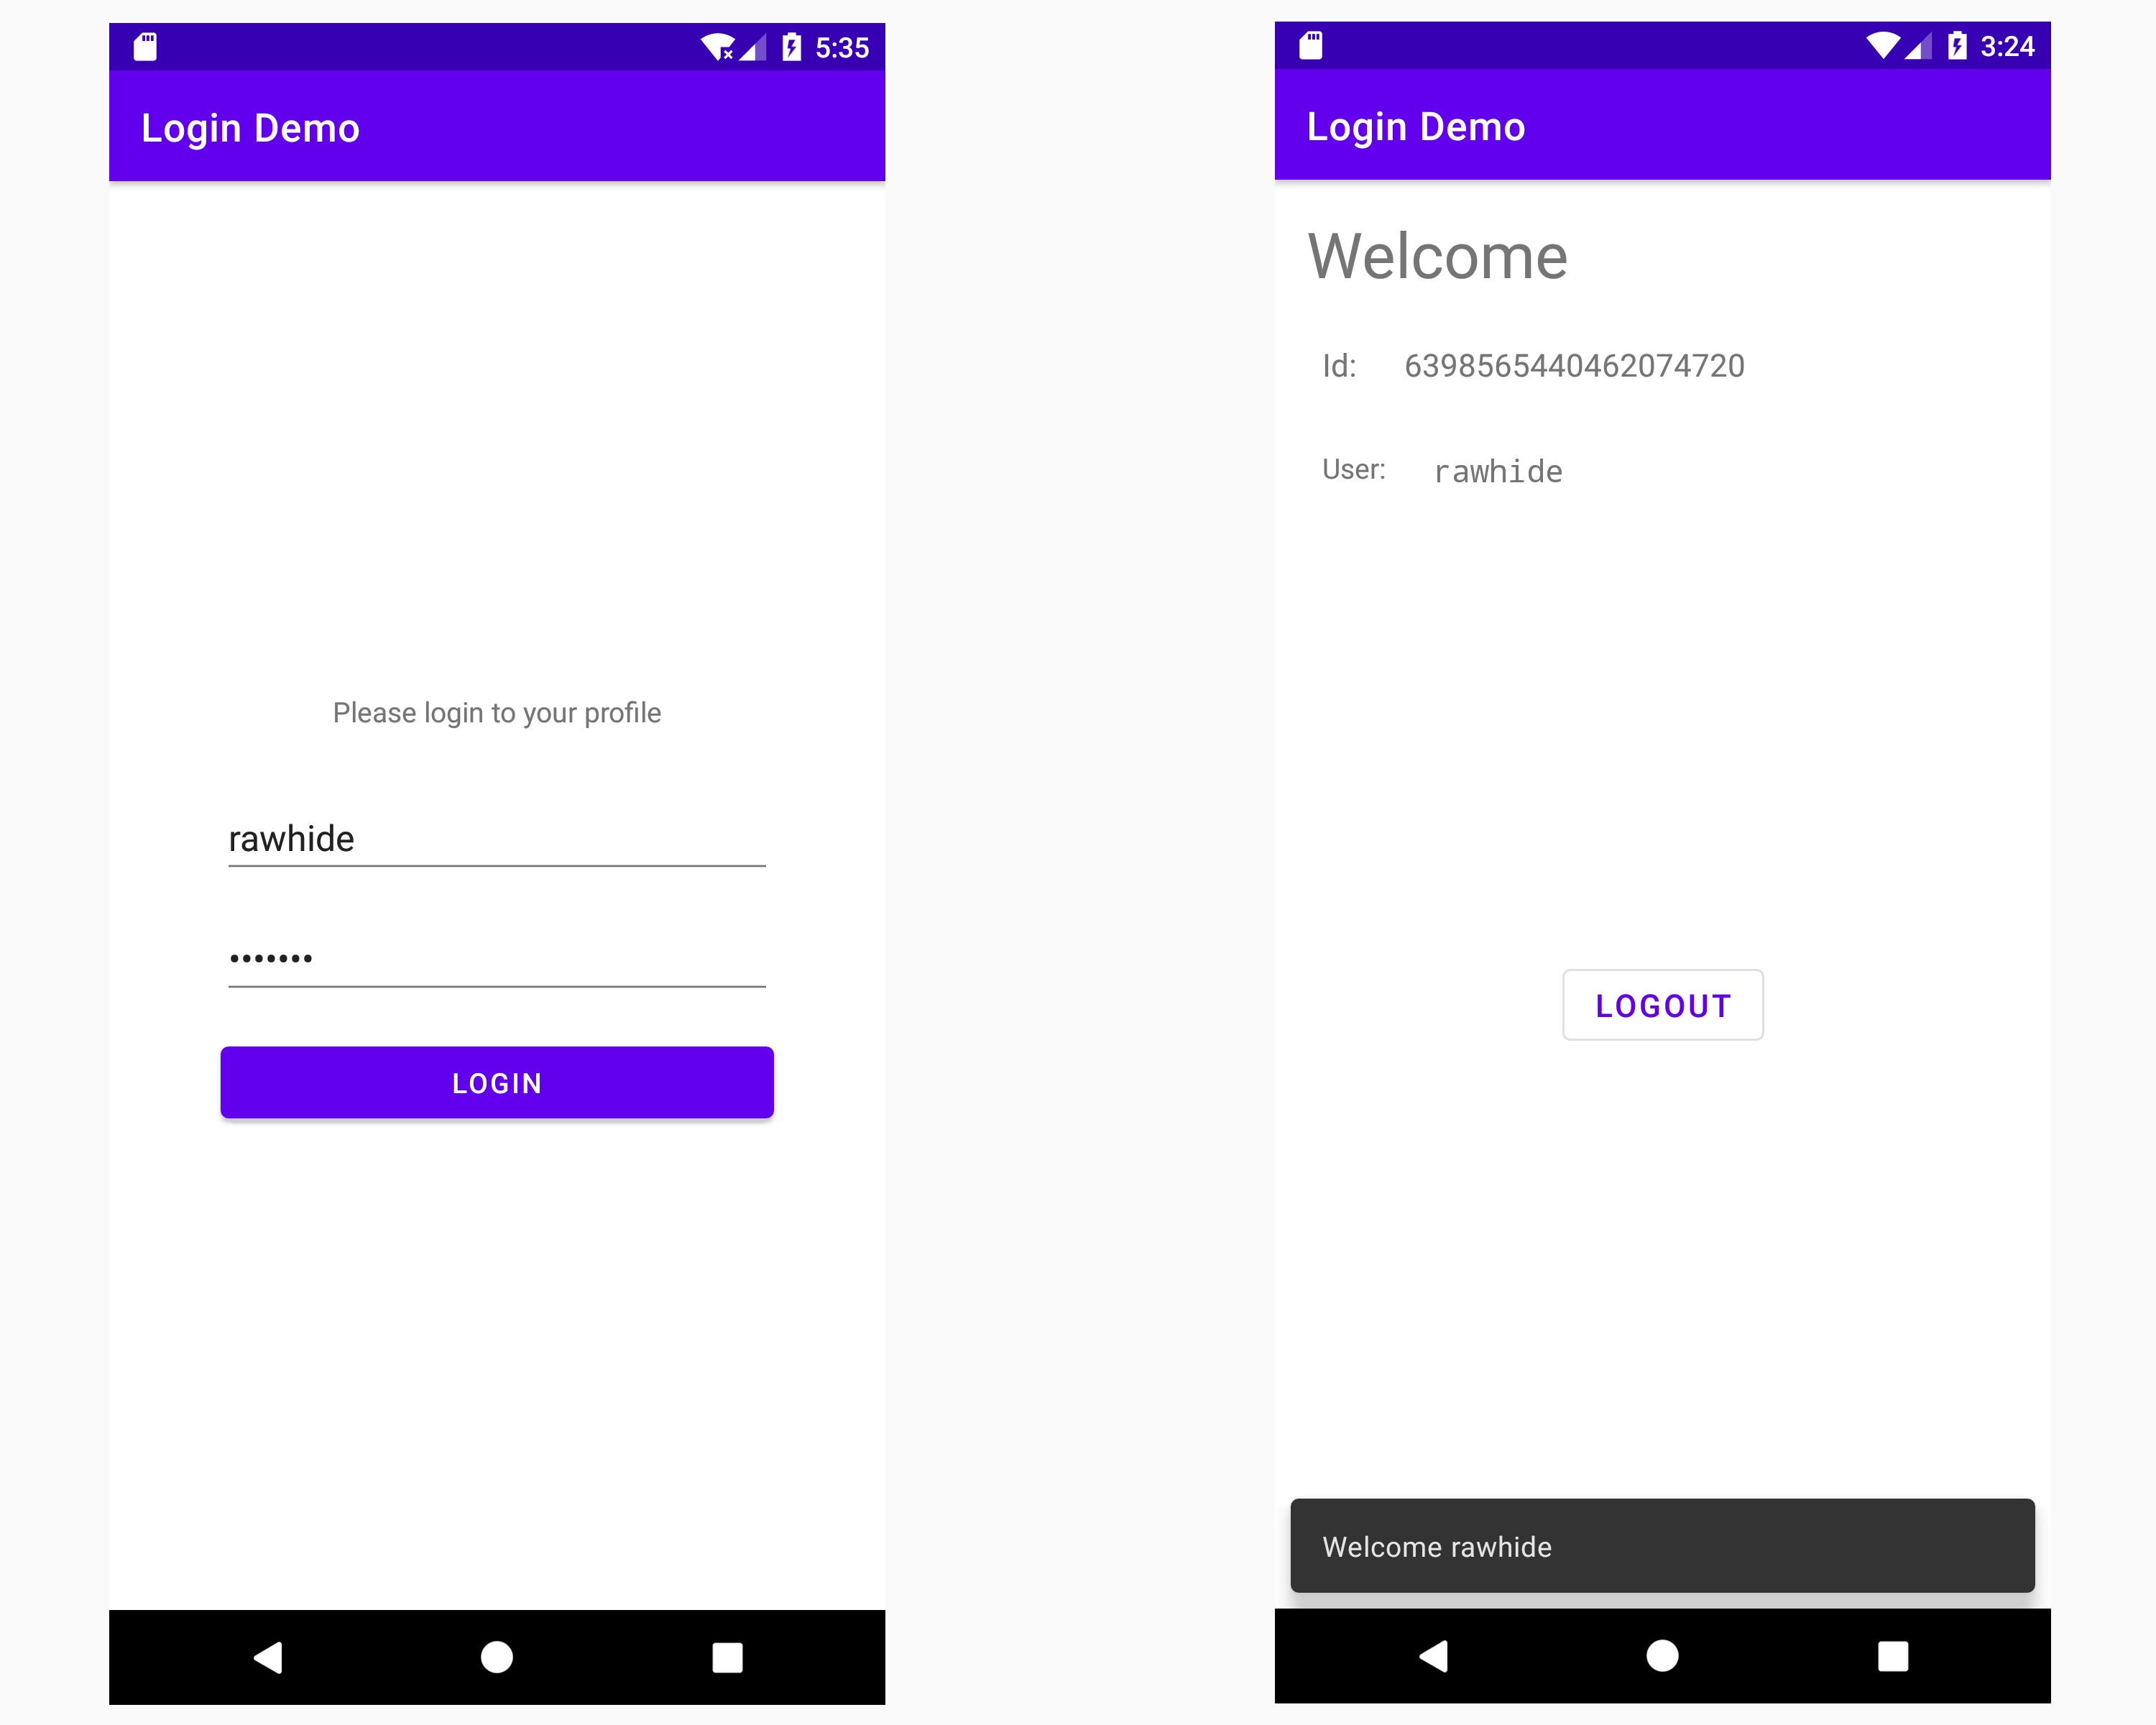 5:35
Login Demo
Please login to your profile
rawhide
•••••••
LOGIN
3:24
Login Demo
Welcome
Id: 6398565440462074720
User: rawhide
LOGOUT
Welcome rawhide